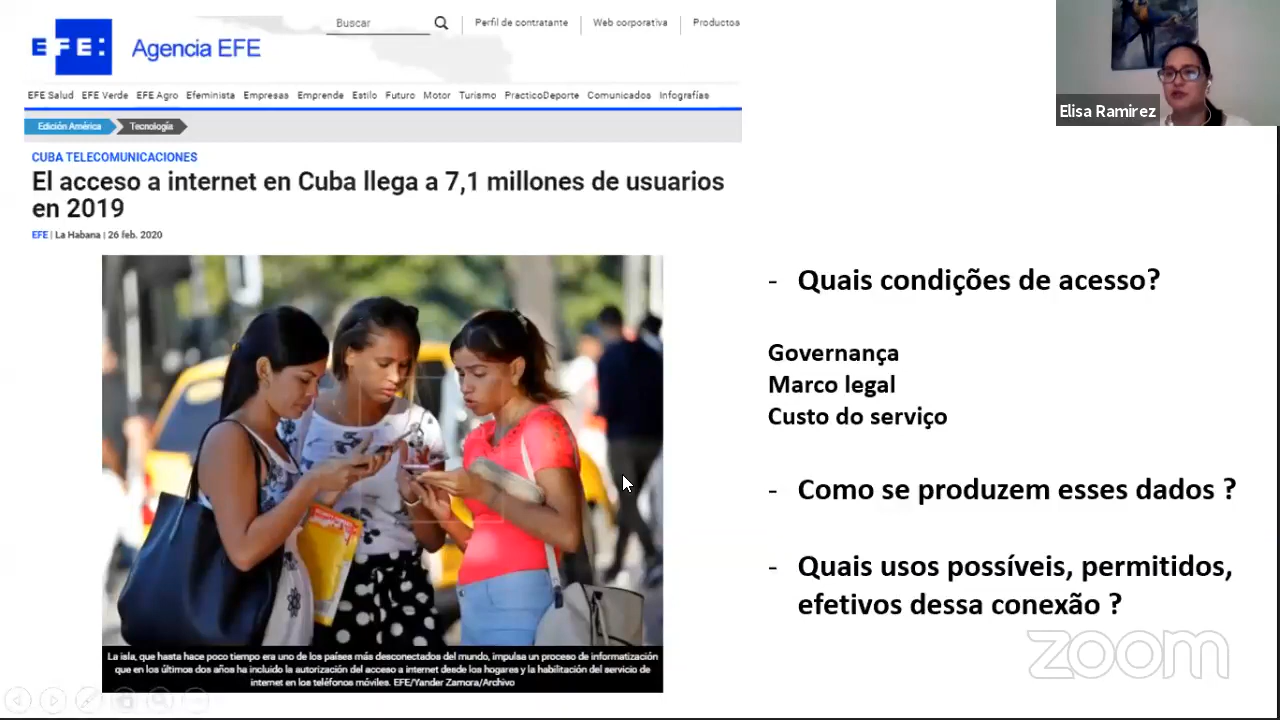 Buscar
Perfil de contratante
Web corporativa
Productos
EFE:
Agencia EFE
EFE Salud EFE Verde EFE Agro Efeminista Empresas Emprende Estilo Futuro Motor Turismo PracticoDeporte Comunicados Infografías
Edición América Tecnología
CUBA TELECOMUNICACIONES
El acceso a internet en Cuba llega a 7,1 millones de usuarios
en 2019
EFE | La Habana | 26 feb. 2020
La isla, que hasta hace poco tiempo era uno de los países más desconectados del mundo, impulsa un proceso de informatización
que en los últimos dos años ha incluido la autorización del acceso a internet desde los hogares y la habilitación del servicio de
internet en los teléfonos móviles. EFE/Yander Zamora/Archivo
Elisa Ramirez
- Quais condições de acesso?
Governança
Marco legal
Custo do serviço
- Como se produzem esses dados ?
- Quais usos possíveis, permitidos,
efetivos dessa conexão ?
zoom